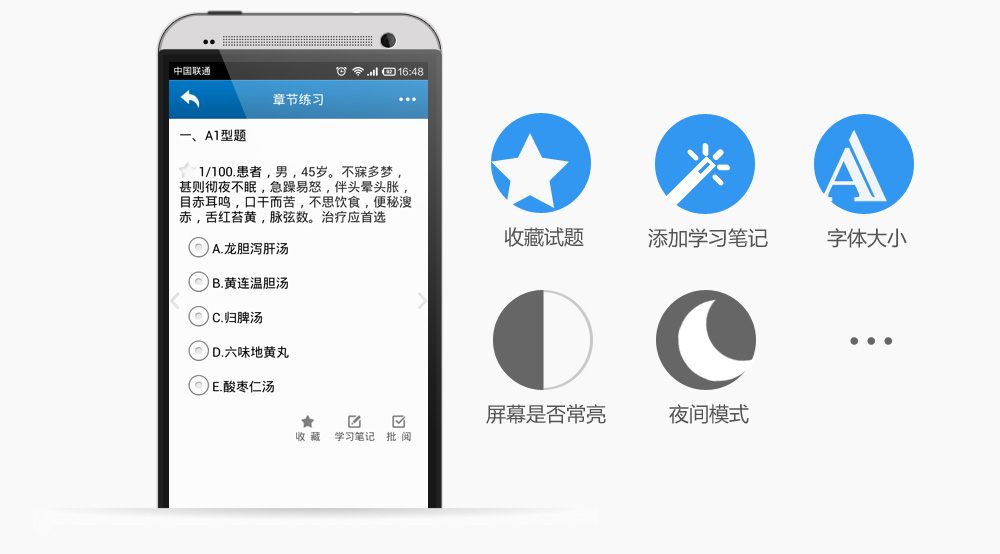 中国联通
92
16:48
章节练习
一、A1型题
1/100.患者，男，45岁。不寐多梦，
甚则彻夜不眠，急躁易怒，伴头晕头胀，
目赤耳鸣，口干而苦，不思饮食，便秘溲
赤，舌红苔黄，脉弦数。治疗应首选
A.龙胆泻肝汤
B.黄连温胆汤
C.归脾汤
D.六味地黄丸
E.酸枣仁汤
收 藏
学习笔记
批 阅
收藏试题
添加学习笔记
A
字体大小
屏幕是否常亮
夜间模式